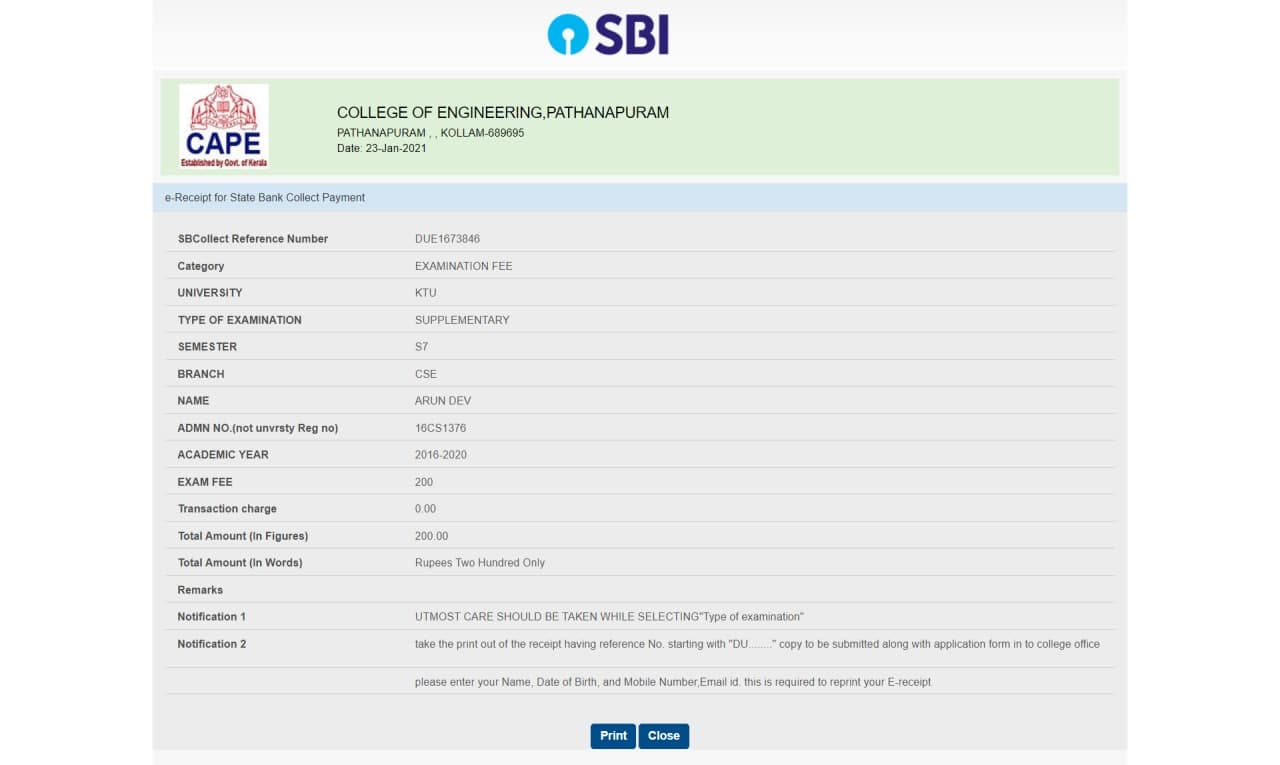 SBI
CAPE
Established by Govt. of Kerala
COLLEGE OF ENGINEERING,PATHANAPURAM
PATHANAPURAM , , KOLLAM-689695
Date: 23-Jan-2021
e-Receipt for State Bank Collect Payment
SBCollect Reference Number DUE1673846
Category EXAMINATION FEE
UNIVERSITY KTU
TYPE OF EXAMINATION SUPPLEMENTARY
SEMESTER S7
BRANCH CSE
NAME ARUN DEV
ADMN NO.(not unvrsty Reg no) 16CS1376
ACADEMIC YEAR 2016-2020
EXAM FEE 200
Transaction charge 0.00
Total Amount (In Figures) 200.00
Total Amount (In Words) Rupees Two Hundred Only
Remarks
Notification 1 UTMOST CARE SHOULD BE TAKEN WHILE SELECTING"Type of examination"
Notification 2 take the print out of the receipt having reference No. starting with "DU........" copy to be submitted along with application form in to college office
please enter your Name, Date of Birth, and Mobile Number,Email id. this is required to reprint your E-receipt
Print Close